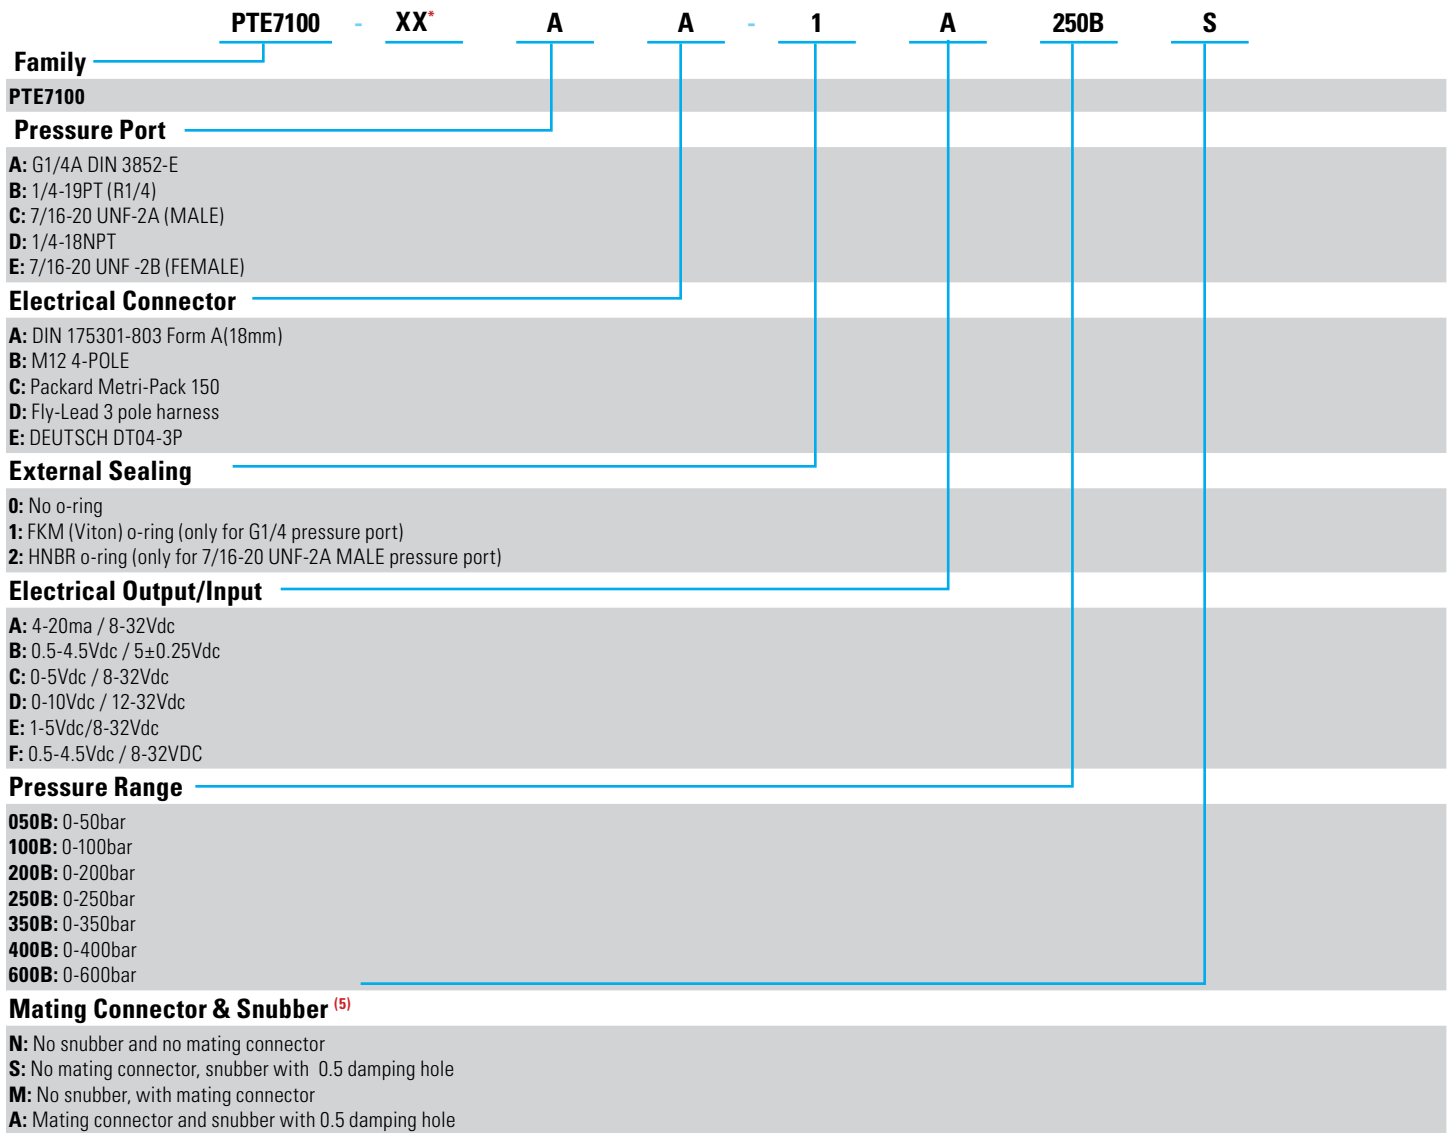 PTE7100 - XX* A A - 1 A 250B S
Family
PTE7100
Pressure Port
A: G1/4A DIN 3852-E
B: 1/4-19PT (R1/4)
C: 7/16-20 UNF-2A (MALE)
D: 1/4-18NPT
E: 7/16-20 UNF -2B (FEMALE)
Electrical Connector
A: DIN 175301-803 Form A(18mm)
B: M12 4-POLE
C: Packard Metri-Pack 150
D: Fly-Lead 3 pole harness
E: DEUTSCH DT04-3P
External Sealing
0: No o-ring
1: FKM (Viton) o-ring (only for G1/4 pressure port)
2: HNBR o-ring (only for 7/16-20 UNF-2A MALE pressure port)
Electrical Output/Input
A: 4-20ma / 8-32Vdc
B: 0.5-4.5Vdc / 5±0.25Vdc
C: 0-5Vdc / 8-32Vdc
D: 0-10Vdc / 12-32Vdc
E: 1-5Vdc/8-32Vdc
F: 0.5-4.5Vdc / 8-32VDC
Pressure Range
050B: 0-50bar
100B: 0-100bar
200B: 0-200bar
250B: 0-250bar
350B: 0-350bar
400B: 0-400bar
600B: 0-600bar
Mating Connector & Snubber (5)
N: No snubber and no mating connector
S: No mating connector, snubber with 0.5 damping hole
M: No snubber, with mating connector
A: Mating connector and snubber with 0.5 damping hole